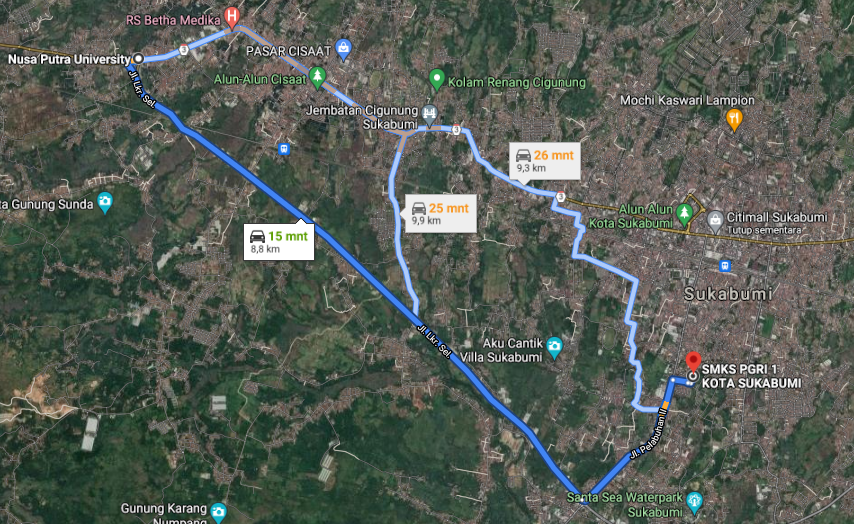 RS Betha Medika
H
3
Nusa Putra University
PASAR CISAAT
Alun-Alun Cisaat
Jl. Lkr. Sel.
Kolam Renang Cigunung
Jembatan Cigunung
Sukabumi
3
Mochi Kaswari Lampion
26 mnt
9,3 km
3
ta Gunung Sunda
25 mnt
9,9 km
Alun Alun
Kota Sukabumi
Citimall Sukabumi
Tutup sementara
15 mnt
8,8 km
Sukabumi
Jl. Lkr. Sel.
Aku Cantik
Villa Sukabumi
SMKS PGRI 1
KOTA SUKABUMI
Jl. Pelabuhan II
Santa Sea Waterpark
Sukabumi
Gunung Karang
Numpang